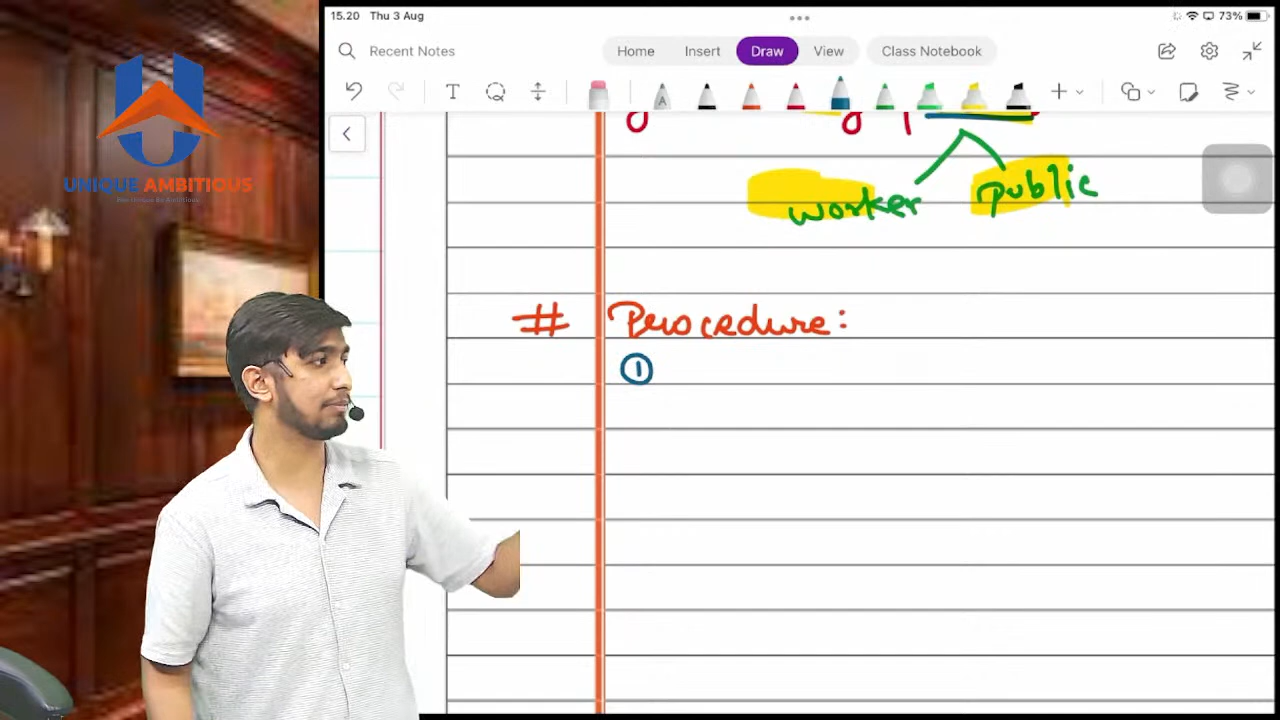 15.20 Thu 3 Aug
73%
Recent Notes
Home Insert Draw View Class Notebook
T
A
UNIQUE AMBITIOUS
worker public
# Procedure:
①